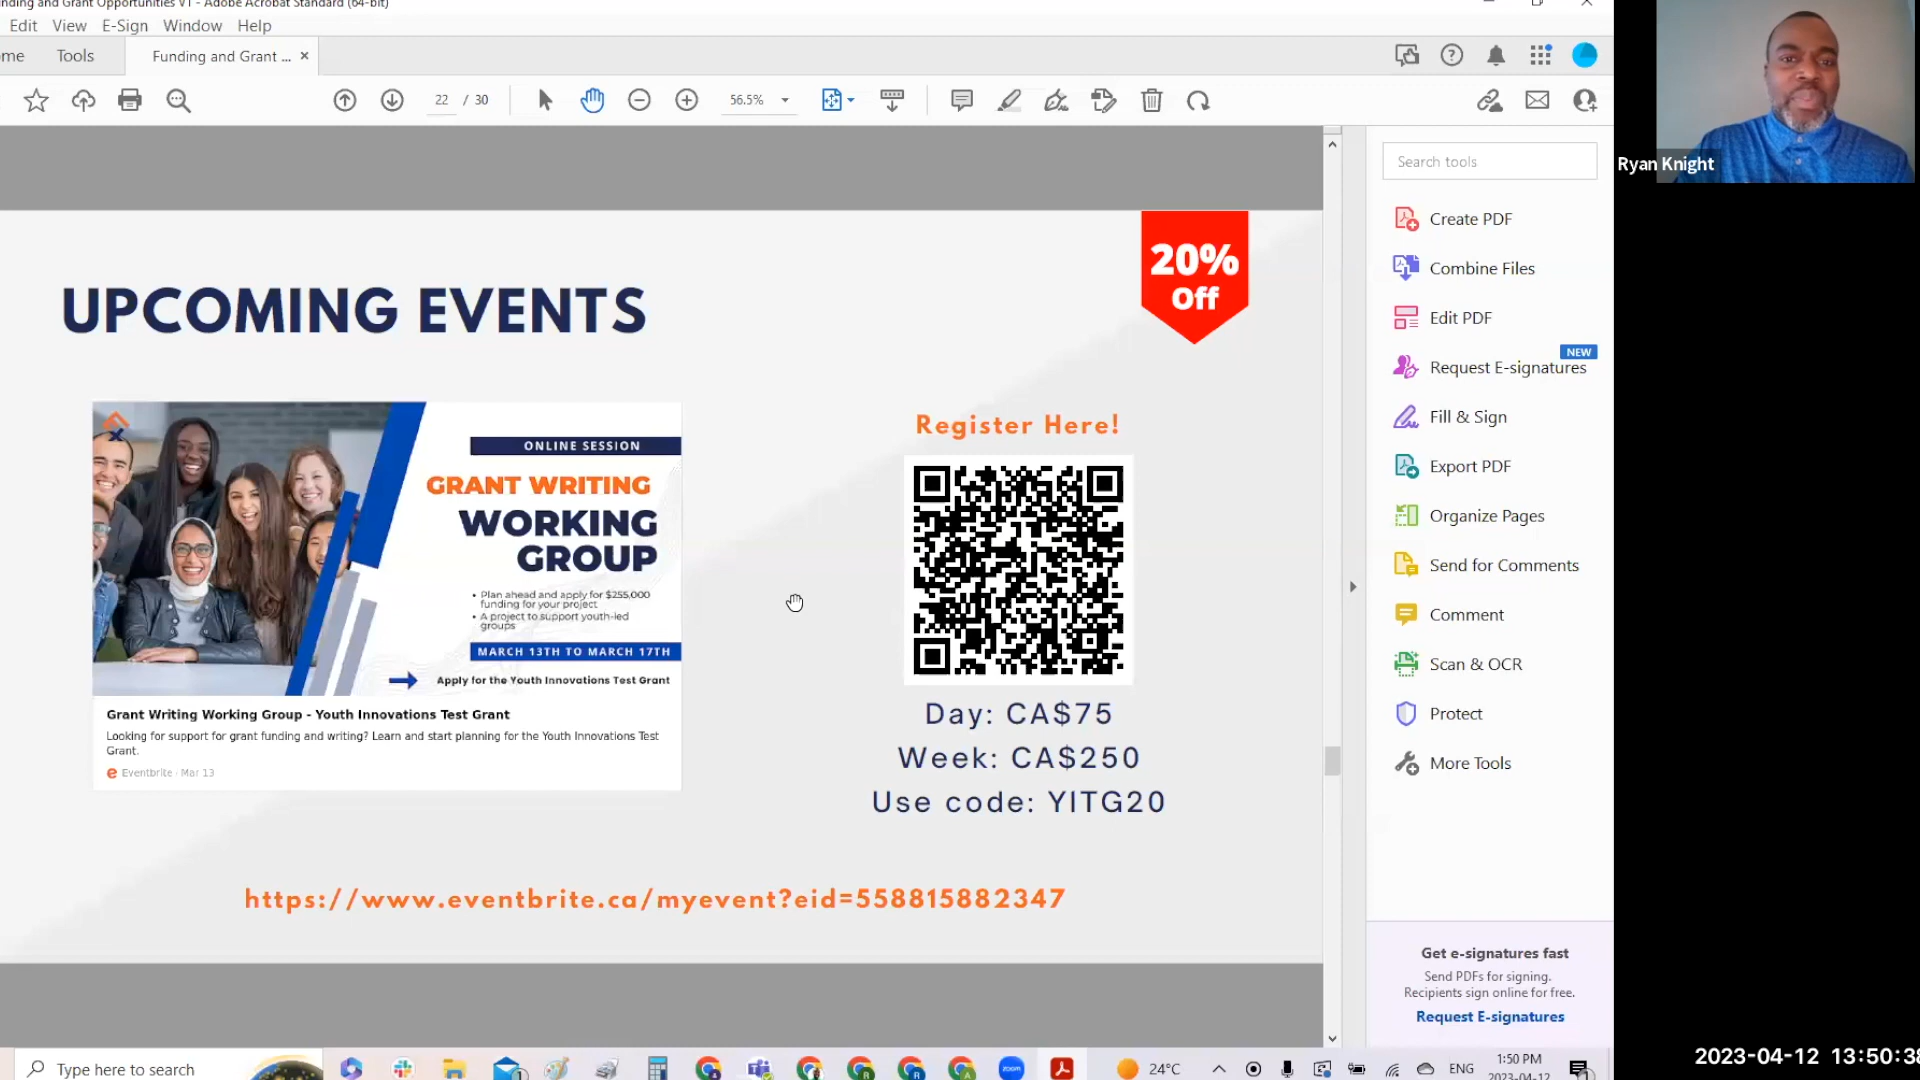 nding and Grant Opportunities V1 - Adobe Acrobat Standard (64-bit)
Edit View E-Sign Window Help
me Tools Funding and Grant ... ×
22 / 30 56.5%
Search tools
Create PDF
Combine Files
Edit PDF
NEW
Request E-signatures
Fill & Sign
Export PDF
Organize Pages
Send for Comments
Comment
Scan & OCR
Protect
More Tools
Get e-signatures fast
Send PDFs for signing.
Recipients sign online for free.
Request E-signatures
20%
Off
UPCOMING EVENTS
ONLINE SESSION
GRANT WRITING
WORKING
GROUP
• Plan ahead and apply for $255,000
funding for your project
• A project to support youth-led
groups
MARCH 13TH TO MARCH 17TH
Apply for the Youth Innovations Test Grant
Grant Writing Working Group - Youth Innovations Test Grant
Looking for support for grant funding and writing? Learn and start planning for the Youth Innovations Test
Grant.
Eventbrite · Mar 13
Register Here!
Day: CA$75
Week: CA$250
Use code: YITG20
https://www.eventbrite.ca/myevent?eid=558815882347
Ryan Knight
Type here to search
zoom
24°C
ENG
1:50 PM
2023-04-12
2023-04-12 13:50:38